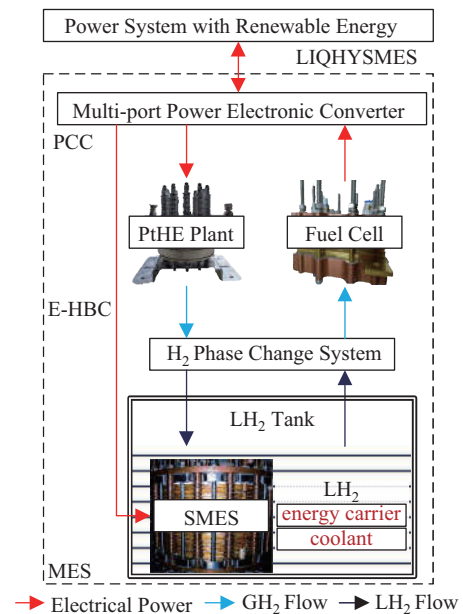 Power System with Renewable Energy
LIQHYSMES
Multi-port Power Electronic Converter
PCC
PtHE Plant
Fuel Cell
E-HBC
H₂ Phase Change System
LH₂ Tank
LH₂
SMES
energy carrier
coolant
MES
Electrical Power
GH₂ Flow
LH₂ Flow